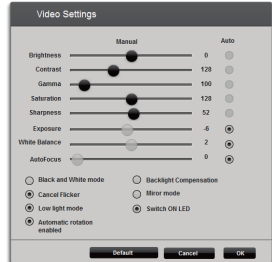 Video Settings
Manual Auto
Brightness 0
Contrast 128
Gamma 100
Saturation 128
Sharpness 52
Exposure -6
White Balance 2
AutoFocus 0
Black and White mode Backlight Compensation
Cancel Flicker Miror mode
Low light mode Switch ON LED
Automatic rotation
enabled
Default Cancel OK